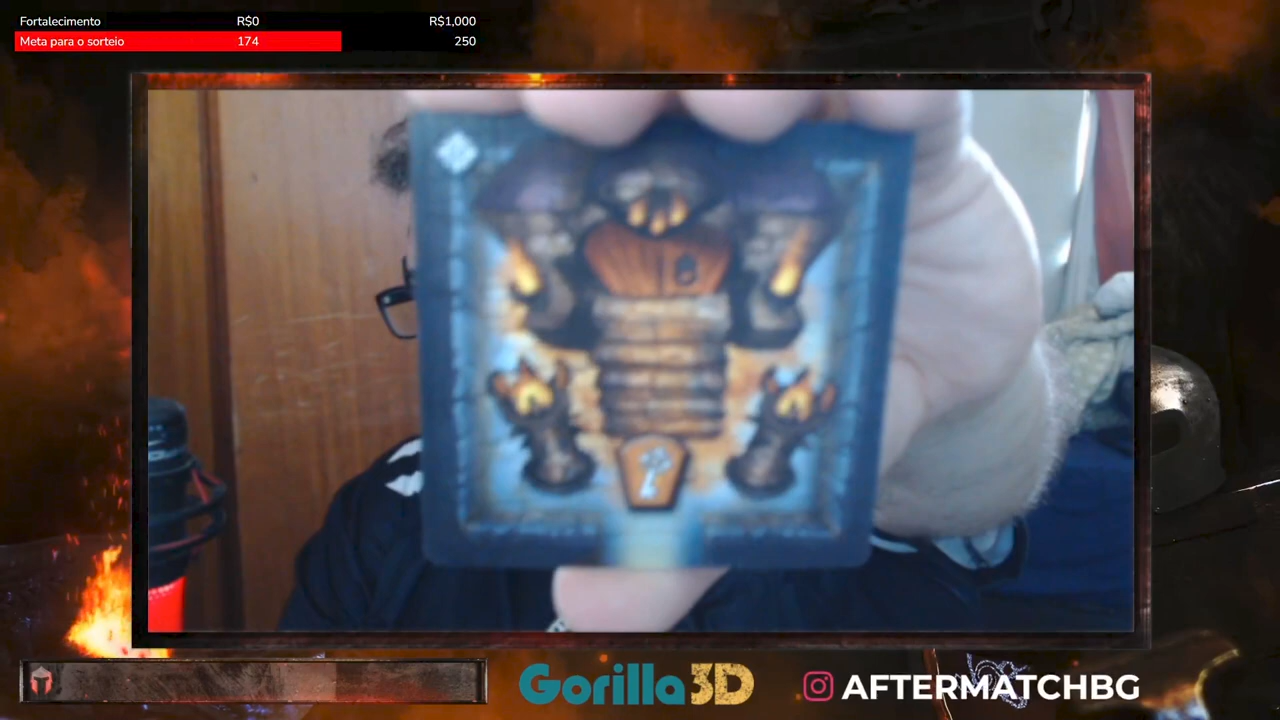 Fortalecimento R$0 R$1,000
Meta para o sorteio 174 250
Gorilla3D AFTERMATCHBG